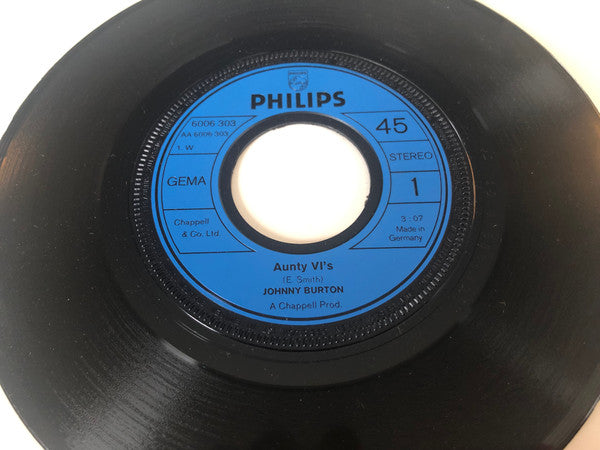 PHILIPS
6006 303
AA 6006 303
1. W
GEMA
Chappell
& Co. Ltd.
45
STEREO
1
3:07
Made in
Germany
Aunty VI's
(E. Smith)
JOHNNY BURTON
A Chappell Prod.